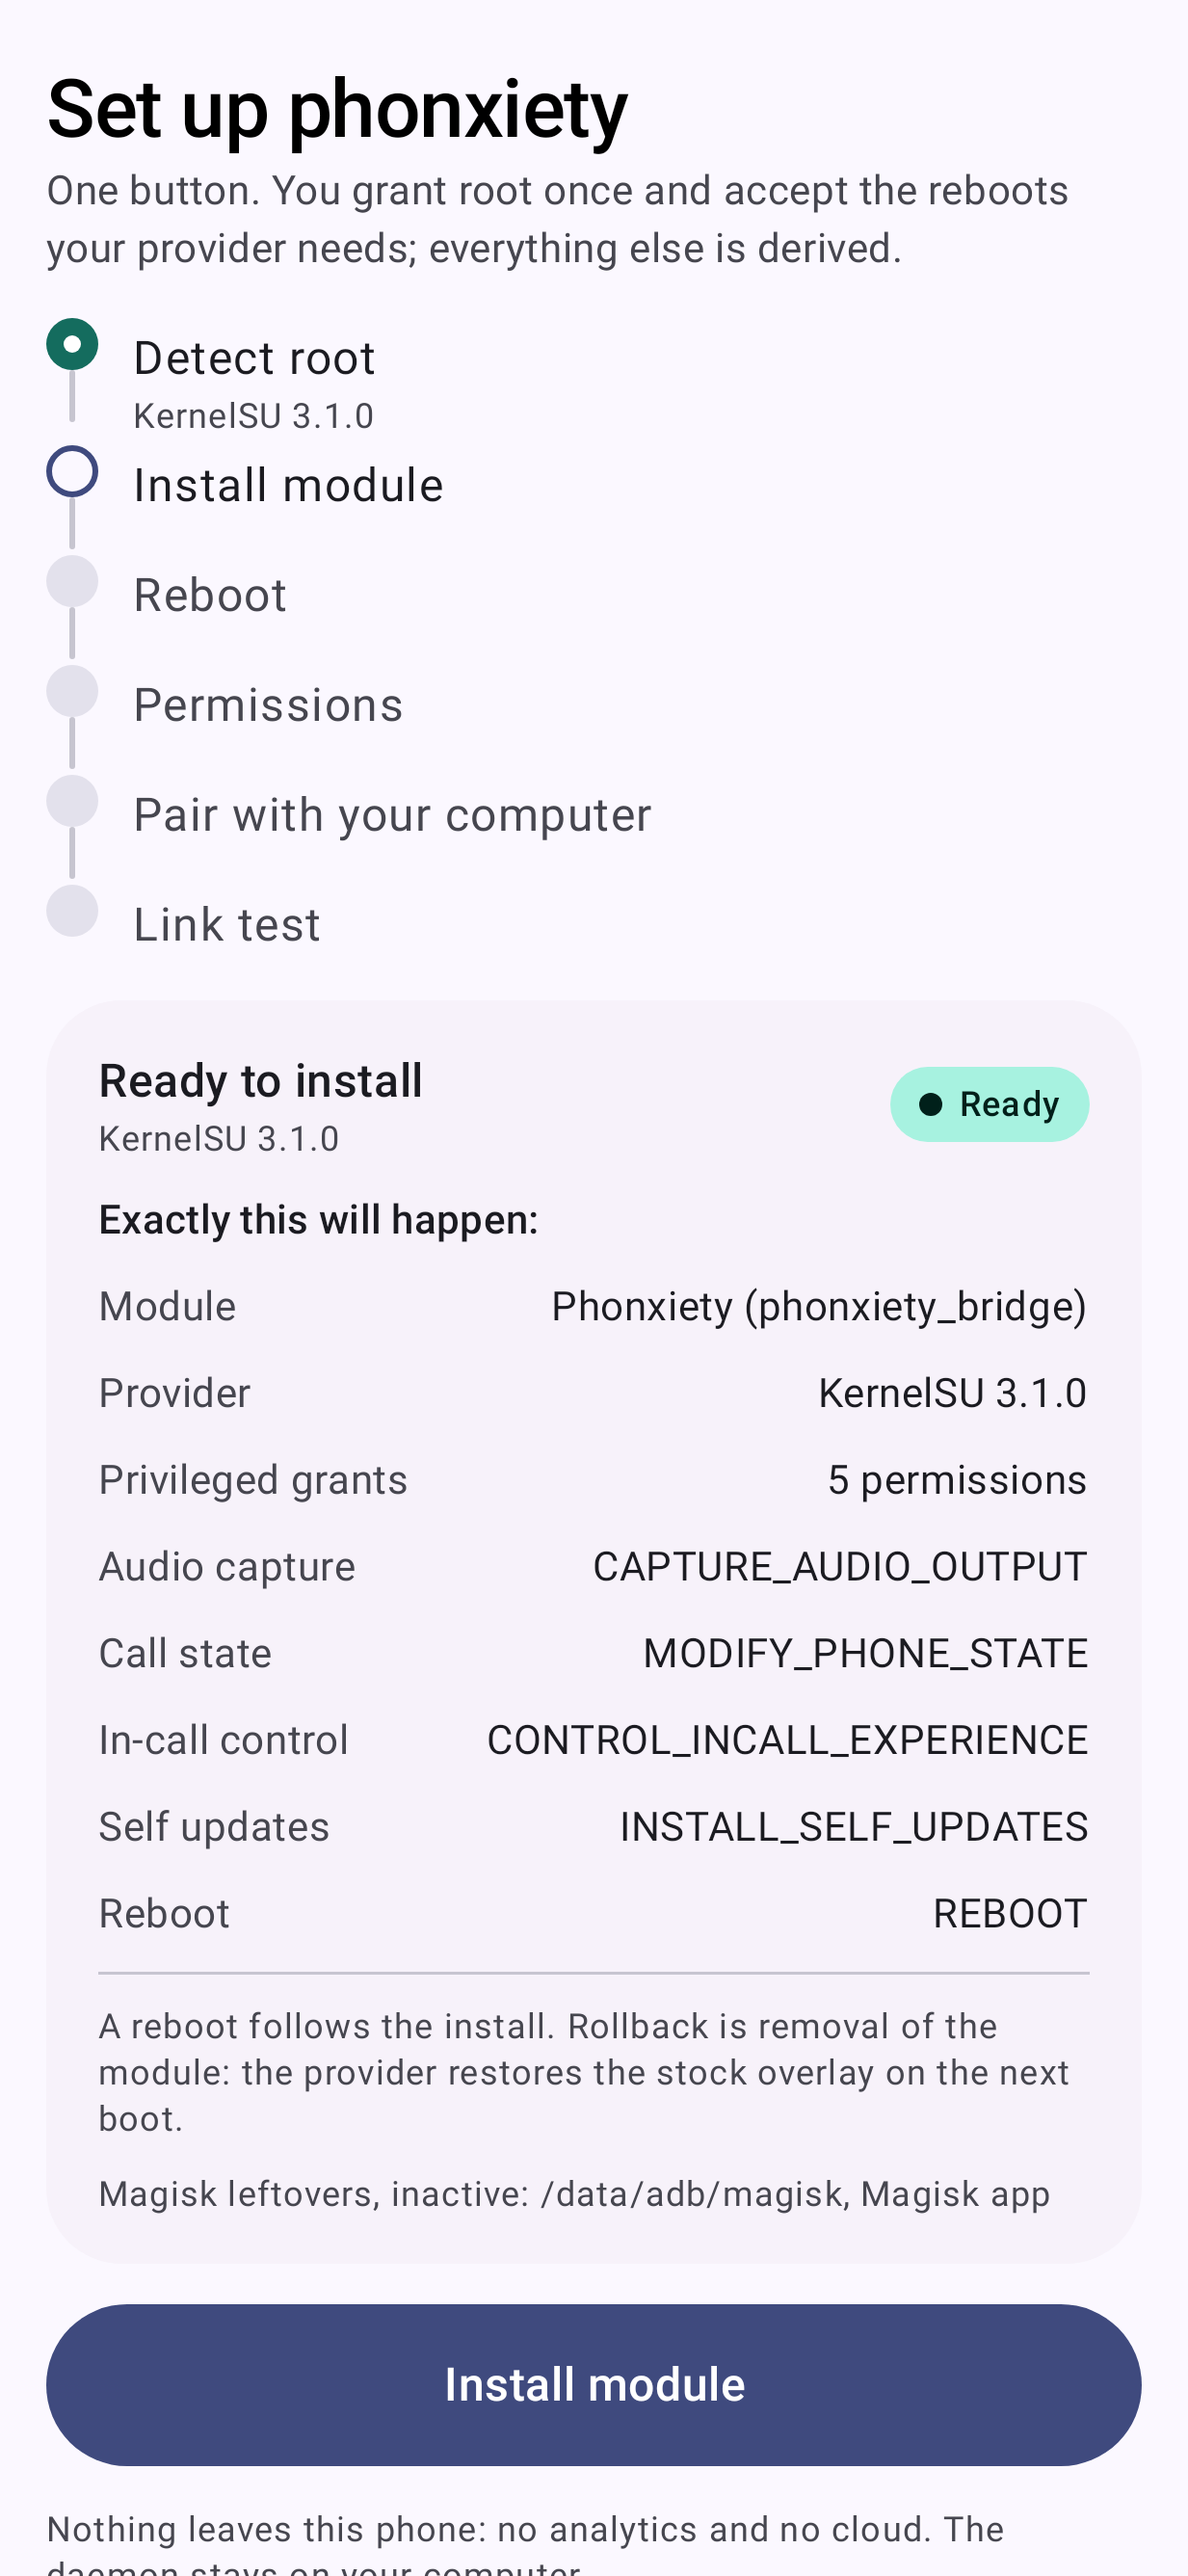 Set up phonxiety
One button. You grant root once and accept the reboots
your provider needs; everything else is derived.
Detect root
KernelSU 3.1.0
Install module
Reboot
Permissions
Pair with your computer
Link test
Ready to install
Ready
KernelSU 3.1.0
Exactly this will happen:
Module Phonxiety (phonxiety_bridge)
Provider KernelSU 3.1.0
Privileged grants 5 permissions
Audio capture CAPTURE_AUDIO_OUTPUT
Call state MODIFY_PHONE_STATE
In-call control CONTROL_INCALL_EXPERIENCE
Self updates INSTALL_SELF_UPDATES
Reboot REBOOT
A reboot follows the install. Rollback is removal of the
module: the provider restores the stock overlay on the next
boot.
Magisk leftovers, inactive: /data/adb/magisk, Magisk app
Install module
Nothing leaves this phone: no analytics and no cloud. The
daemon stays on your computer